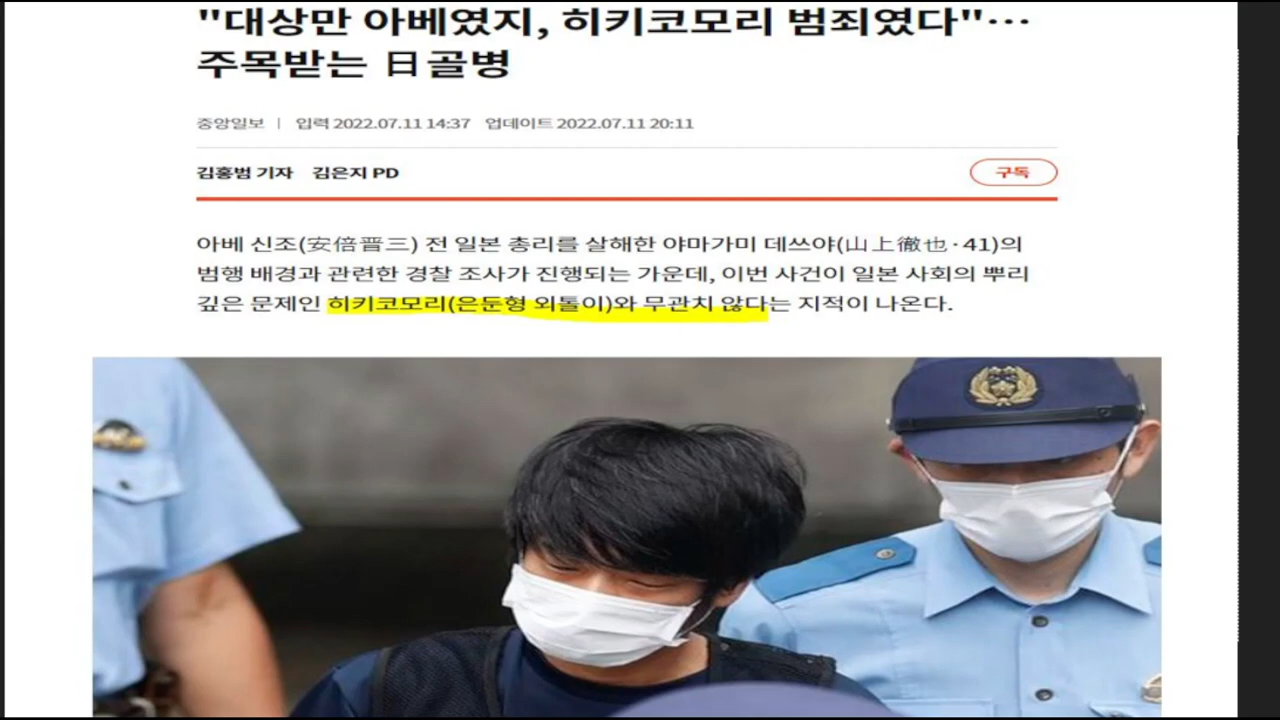 "대상만 아베였지, 히키코모리 범죄였다"…
주목받는 日골병
중앙일보 | 입력 2022.07.11 14:37 업데이트 2022.07.11 20:11
김홍범 기자 김은지 PD
구독
아베 신조(安倍晋三) 전 일본 총리를 살해한 야마가미 데쓰야(山上徹也·41)의
범행 배경과 관련한 경찰 조사가 진행되는 가운데, 이번 사건이 일본 사회의 뿌리
깊은 문제인 히키코모리(은둔형 외톨이)와 무관치 않다는 지적이 나온다.